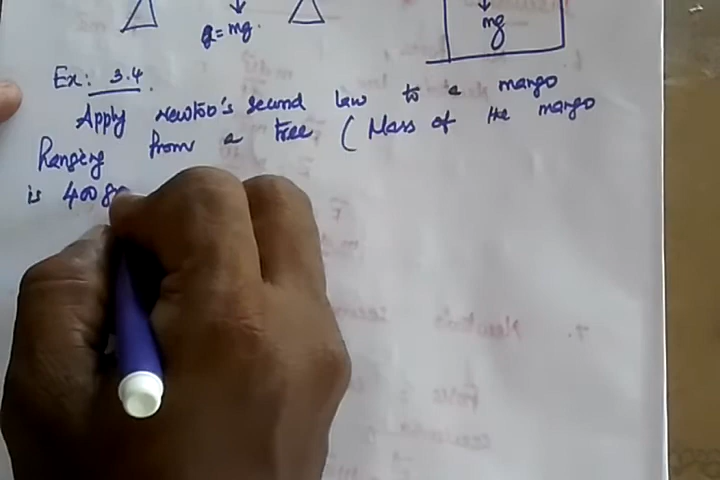 g = mg.
mg
Ex: 3.4.
Apply Newton's second law to a mango
hanging from a tree (Mass of the mango
is 400